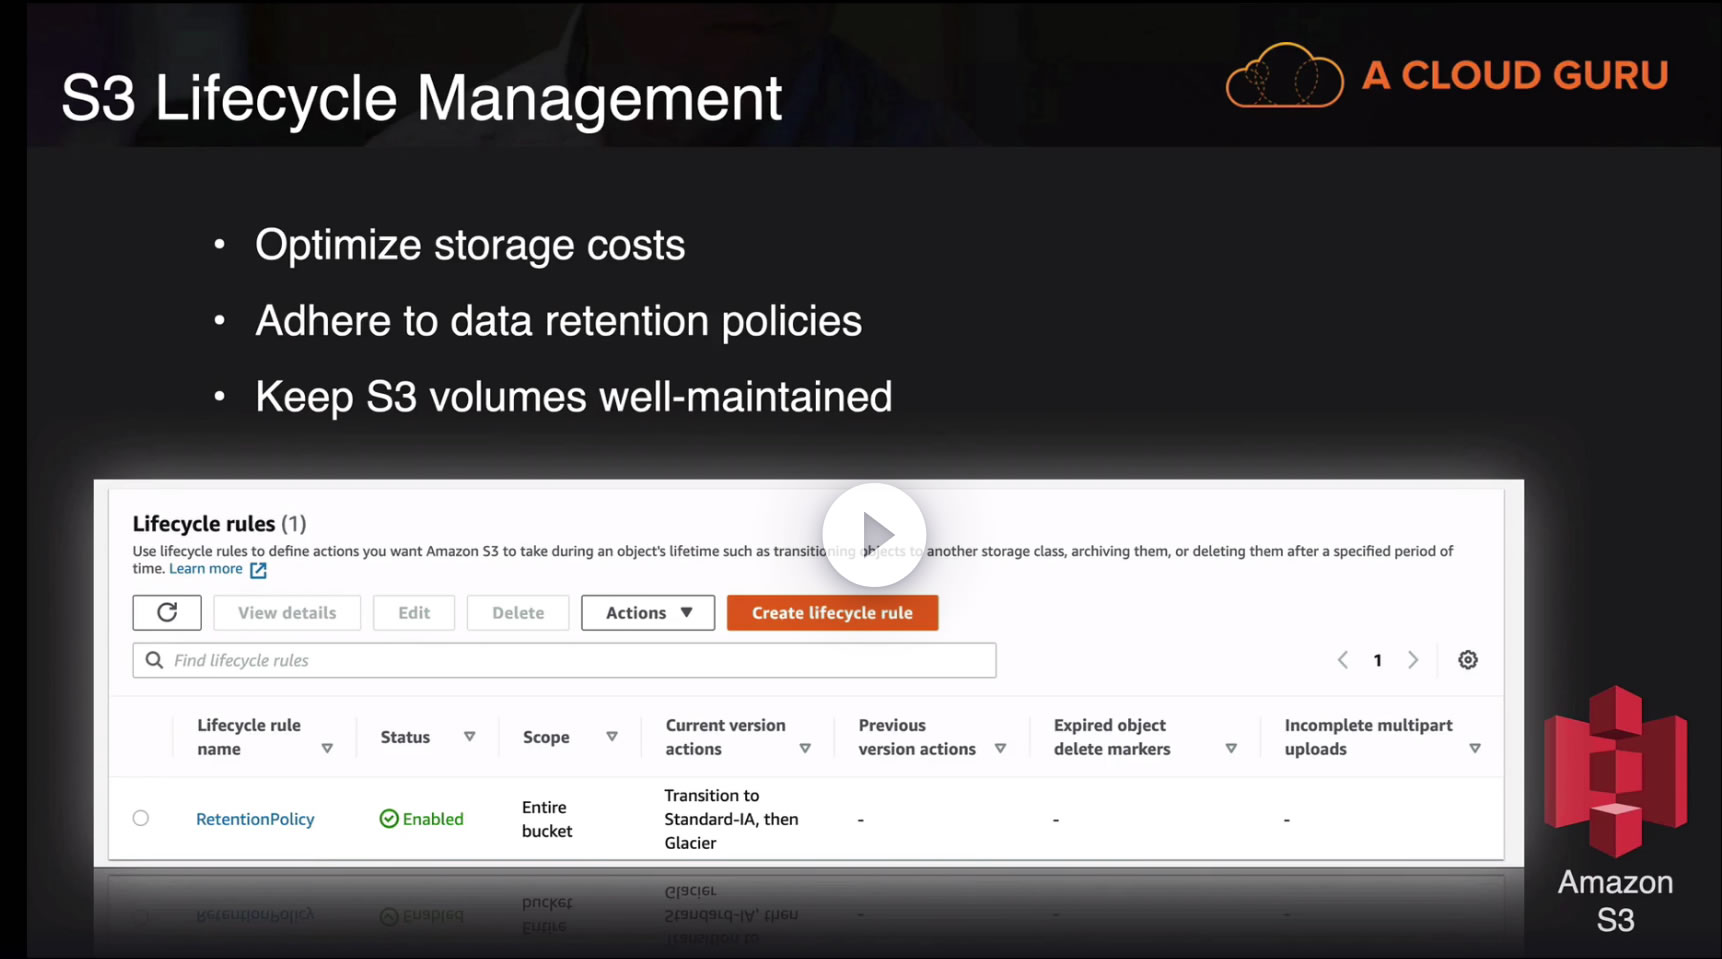 S3 Lifecycle Management
A CLOUD GURU
• Optimize storage costs
• Adhere to data retention policies
• Keep S3 volumes well-maintained
Lifecycle rules (1)
Use lifecycle rules to define actions you want Amazon S3 to take during an object's lifetime such as transitioning objects to another storage class, archiving them, or deleting them after a specified period of
time. Learn more
View details Edit Delete Actions Create lifecycle rule
Find lifecycle rules
1
Lifecycle rule name Status Scope Current version actions Previous version actions Expired object delete markers Incomplete multipart uploads
RetentionPolicy Enabled Entire bucket Transition to Standard-IA, then Glacier - - -
Amazon
S3